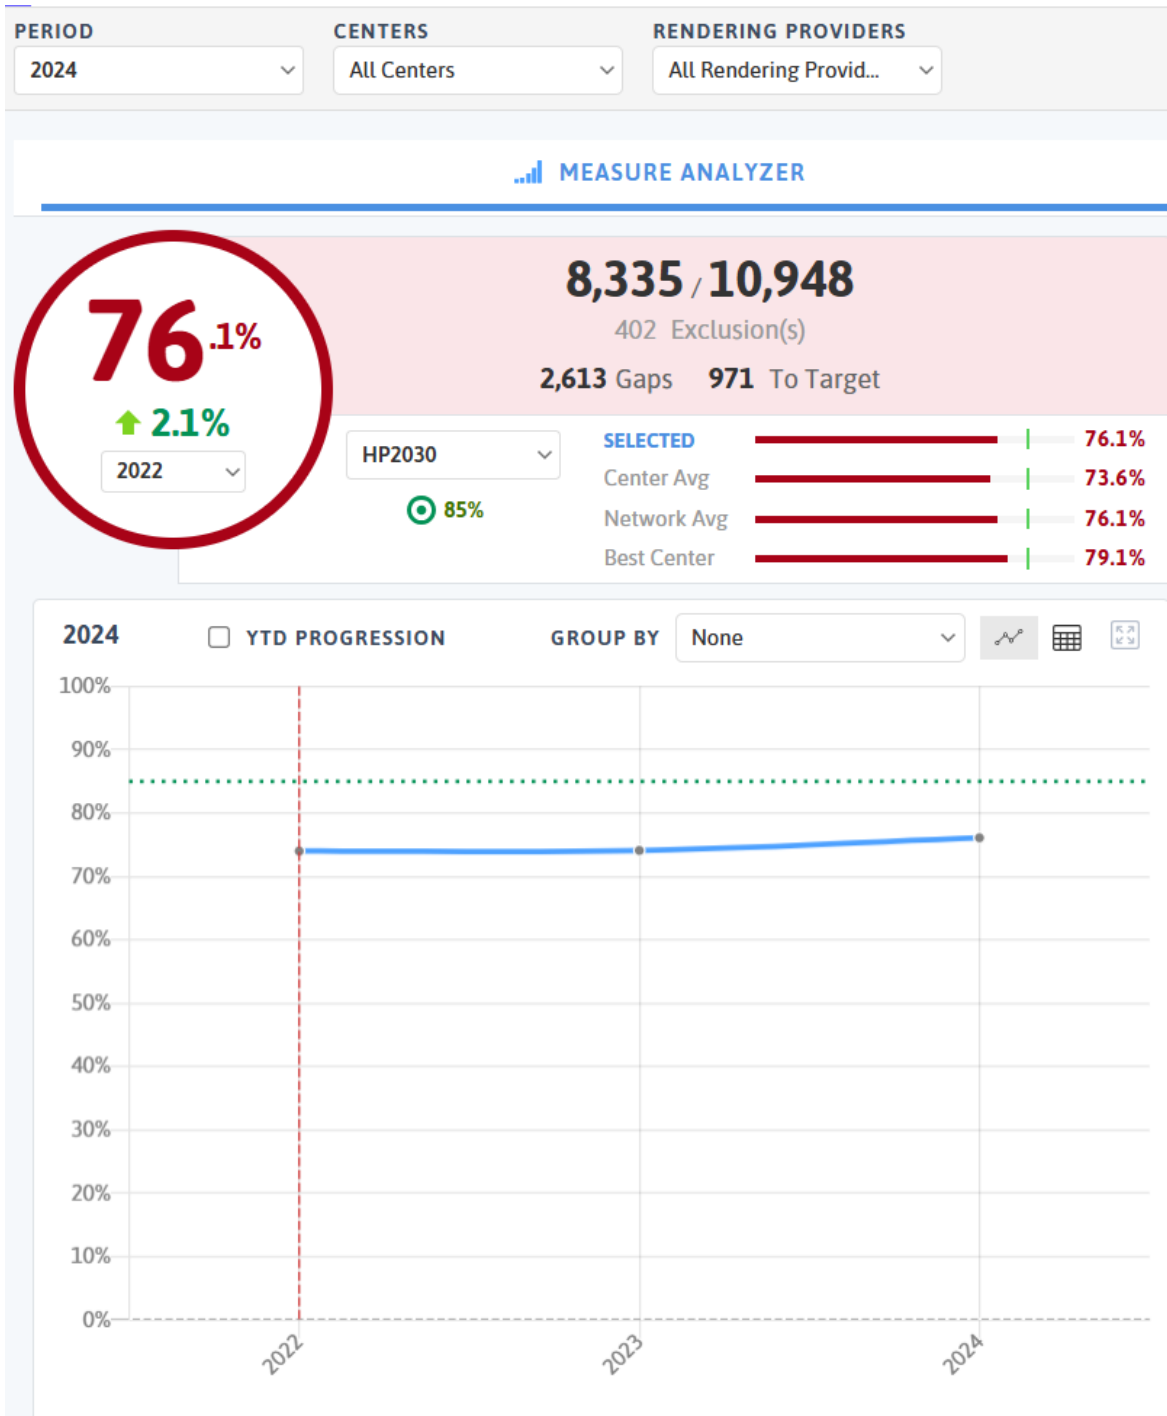 PERIOD CENTERS RENDERING PROVIDERS
2024 All Centers All Rendering Provid...
MEASURE ANALYZER
76.1%
2.1%
2022
8,335 / 10,948
402 Exclusion(s)
2,613 Gaps 971 To Target
HP2030
85%
SELECTED 76.1%
Center Avg 73.6%
Network Avg 76.1%
Best Center 79.1%
2024 YTD PROGRESSION GROUP BY None
100%
90%
80%
70%
60%
50%
40%
30%
20%
10%
0%
2022 2023 2024